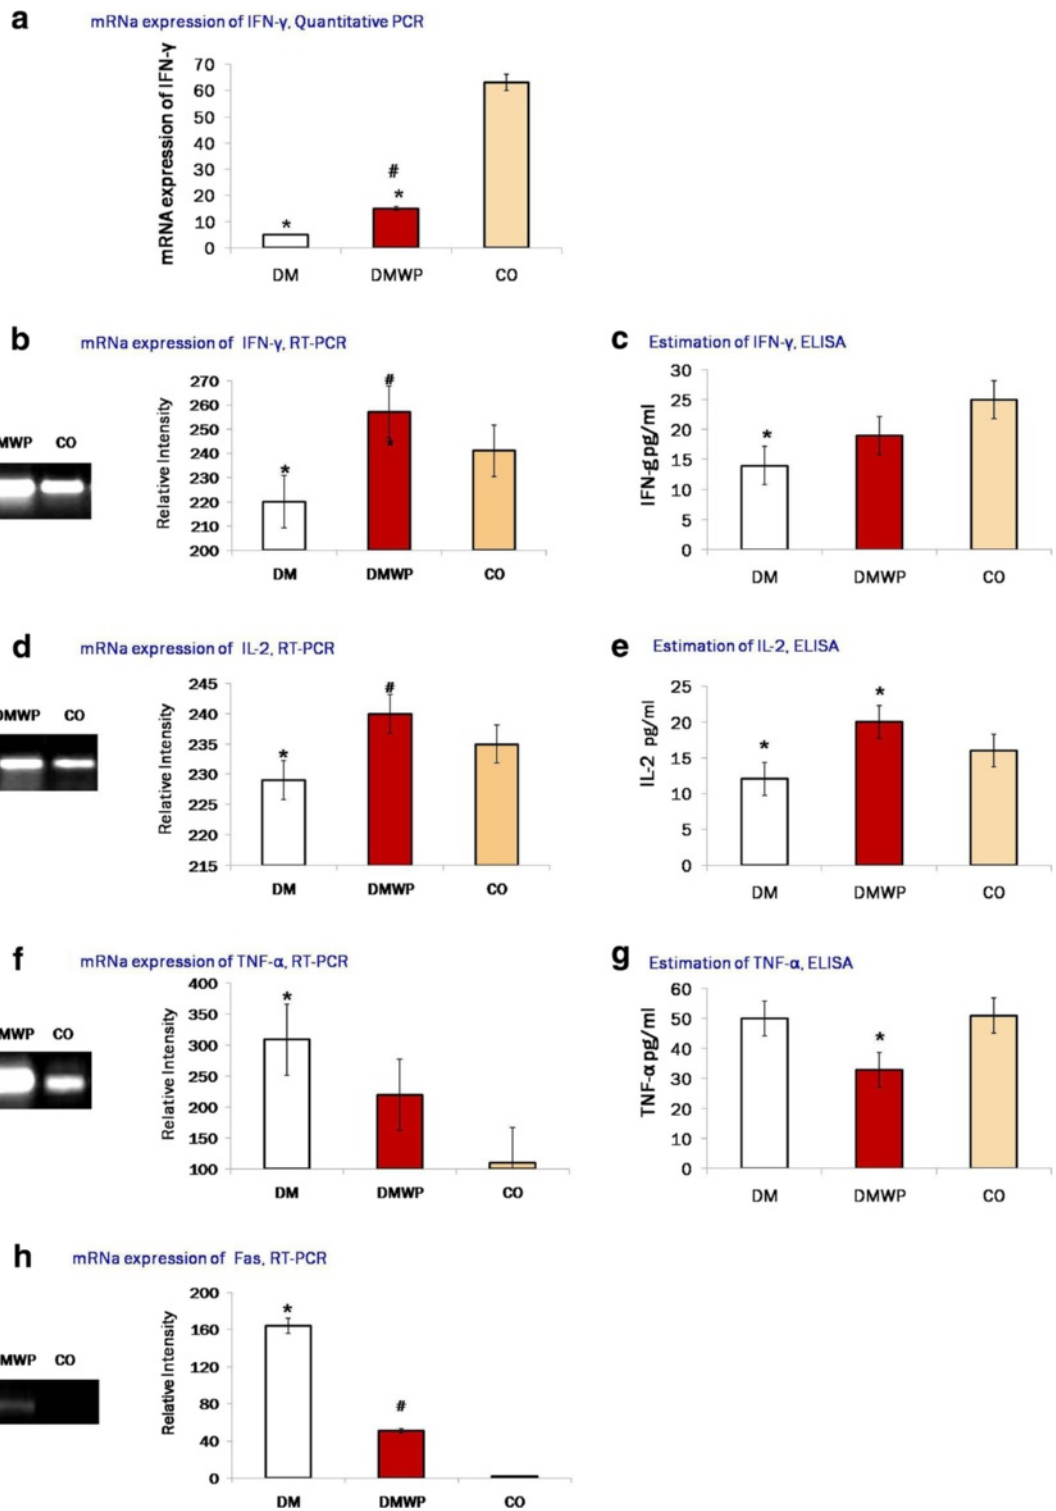 a
mRNA expression of IFN-γ, Quantitative PCR
mRNA expression of IFN-γ
70
60
50
40
30
20
10
0
*
#
*
DM DMWP CO
b
mRNa expression of IFN-γ, RT-PCR
MWP CO
Relative Intensity
270
260
250
240
230
220
210
200
*
#
*
DM DMWP CO
c
Estimation of IFN-γ, ELISA
IFN-g pg/ml
30
25
20
15
10
5
0
*
DM DMWP CO
d
mRNa expression of IL-2, RT-PCR
DMWP CO
Relative Intensity
245
240
235
230
225
220
215
*
#
DM DMWP CO
e
Estimation of IL-2, ELISA
IL-2 pg/ml
25
20
15
10
5
0
*
*
DM DMWP CO
f
mRNa expression of TNF-α, RT-PCR
MWP CO
Relative Intensity
400
350
300
250
200
150
100
*
DM DMWP CO
g
Estimation of TNF-α, ELISA
TNF-α pg/ml
60
50
40
30
20
10
0
*
DM DMWP CO
h
mRNa expression of Fas, RT-PCR
MWP CO
Relative Intensity
200
160
120
80
40
0
*
#
DM DMWP CO